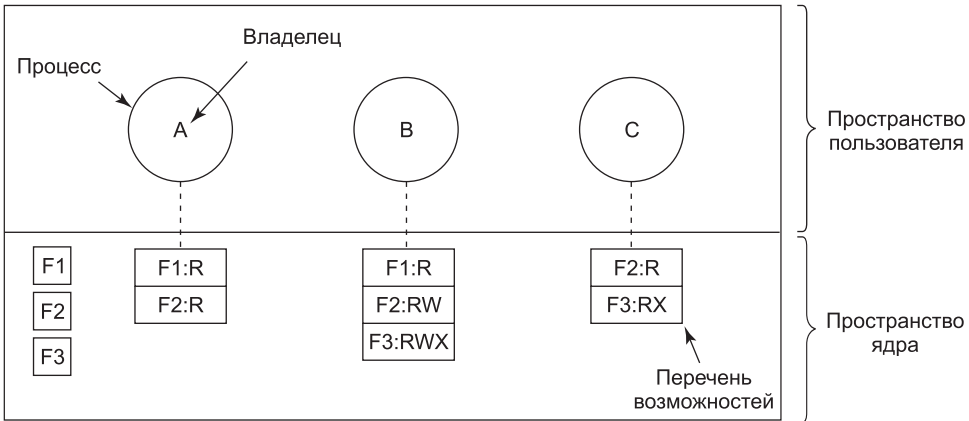 Владелец
Процесс
A
B
C
Пространство
пользователя
F1
F2
F3
F1:R
F2:R
F1:R
F2:RW
F3:RWX
F2:R
F3:RX
Перечень
возможностей
Пространство
ядра